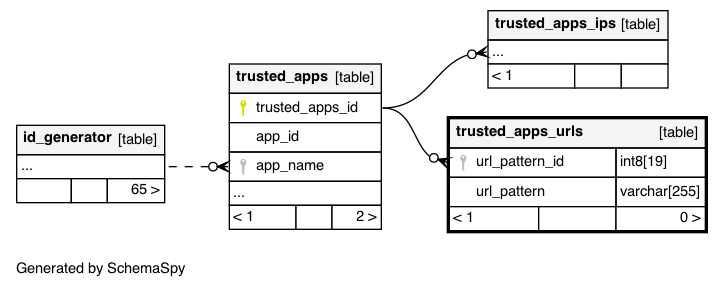 trusted_apps_ips [table]
...
< 1
trusted_apps [table]
trusted_apps_id
app_id
app_name
...
< 1 2 >
trusted_apps_urls [table]
url_pattern_id int8[19]
url_pattern varchar[255]
< 1 0 >
id_generator [table]
...
65 >
Generated by SchemaSpy